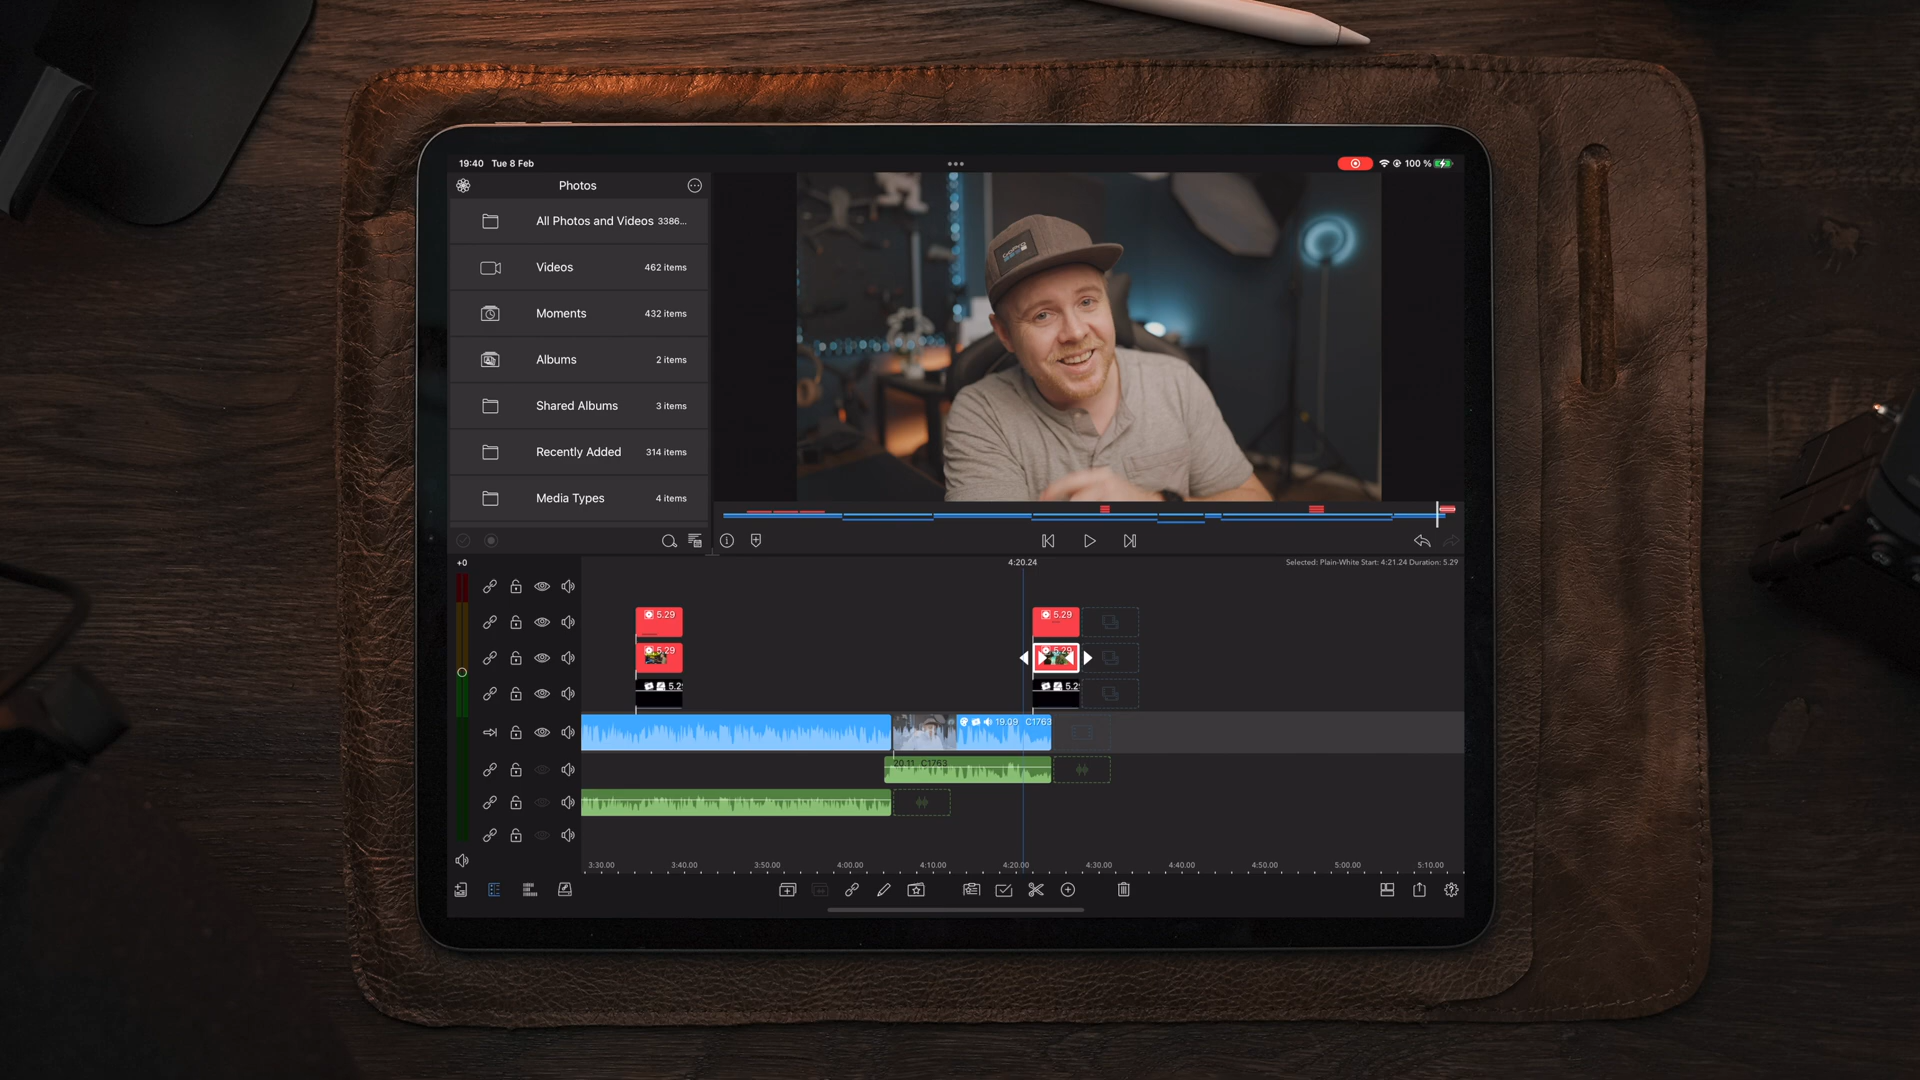 19:40 Tue 8 Feb
100 %
Photos
All Photos and Videos 3386...
Videos 462 items
Moments 432 items
Albums 2 items
Shared Albums 3 items
Recently Added 314 items
Media Types 4 items
+0
4:20.24
Selected: Plain-White Start: 4:21.24 Duration: 5.29
5.29
5.29
5.29
5.29
5.2
5.2
19.09 C1763
20.11 C1763
3:30.00 3:40.00 3:50.00 4:00.00 4:10.00 4:20.00 4:30.00 4:40.00 4:50.00 5:00.00 5:10.00